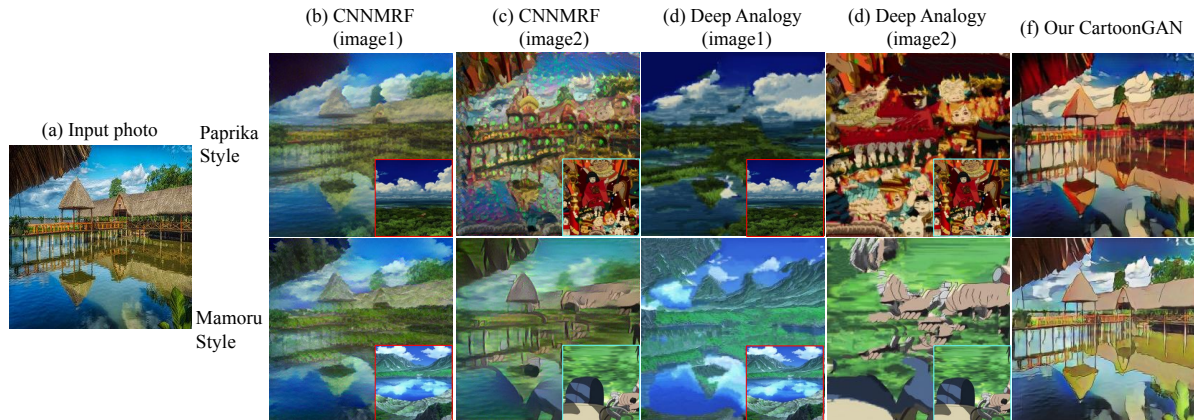 (b) CNNMRF
(image1)
(c) CNNMRF
(image2)
(d) Deep Analogy
(image1)
(d) Deep Analogy
(image2)
(f) Our CartoonGAN
(a) Input photo
Paprika
Style
Mamoru
Style